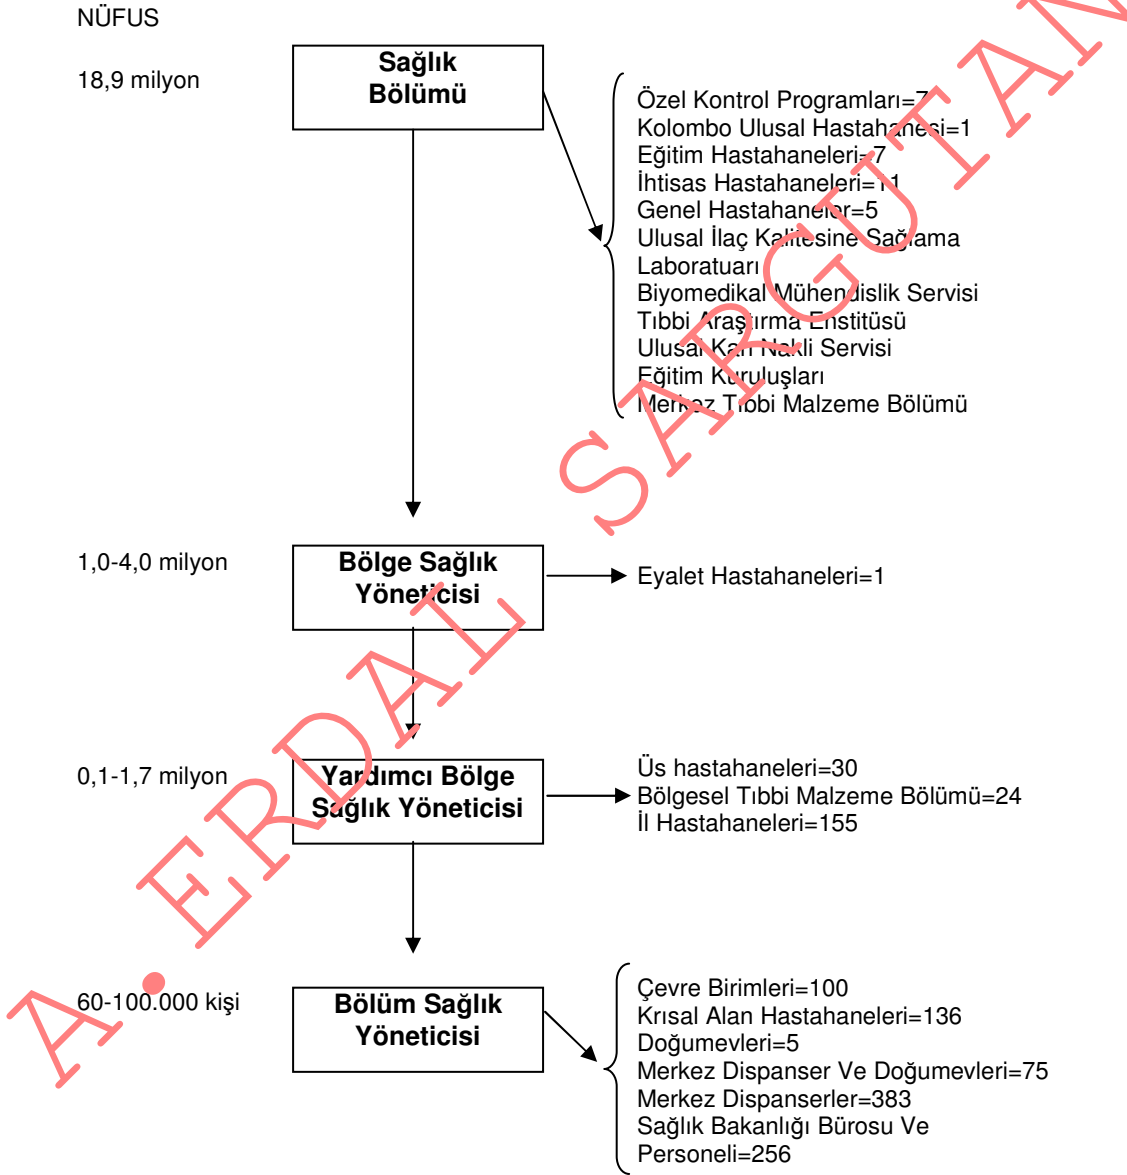 NÜFUS
18,9 milyon
Sağlık
Bölümü
Özel Kontrol Programları=7
Kolombo Ulusal Hastahanesi=1
Eğitim Hastahaneleri=7
İhtisas Hastahaneleri=11
Genel Hastahaneler=5
Ulusal İlaç Kalitesine Sağlama
Laboratuarı
Biyomedikal Mühendislik Servisi
Tıbbi Araştırma Enstitüsü
Ulusal Kan Nakli Servisi
Eğitim Kuruluşları
Merkez Tıbbi Malzeme Bölümü
1,0-4,0 milyon
Bölge Sağlık
Yöneticisi
Eyalet Hastahaneleri=1
0,1-1,7 milyon
Yardımcı Bölge
Sağlık Yöneticisi
Üs hastahaneleri=30
Bölgesel Tıbbi Malzeme Bölümü=24
İl Hastahaneleri=155
60-100.000 kişi
Bölüm Sağlık
Yöneticisi
Çevre Birimleri=100
Krısal Alan Hastahaneleri=136
Doğumevleri=5
Merkez Dispanser Ve Doğumevleri=75
Merkez Dispanserler=383
Sağlık Bakanlığı Bürosu Ve
Personeli=256
A. ERDAL SARGUTAN